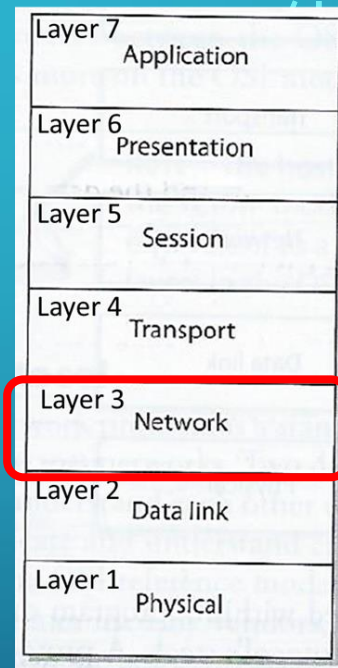 Layer 7
Application
Layer 6
Presentation
Layer 5
Session
Layer 4
Transport
Layer 3
Network
Layer 2
Data link
Layer 1
Physical